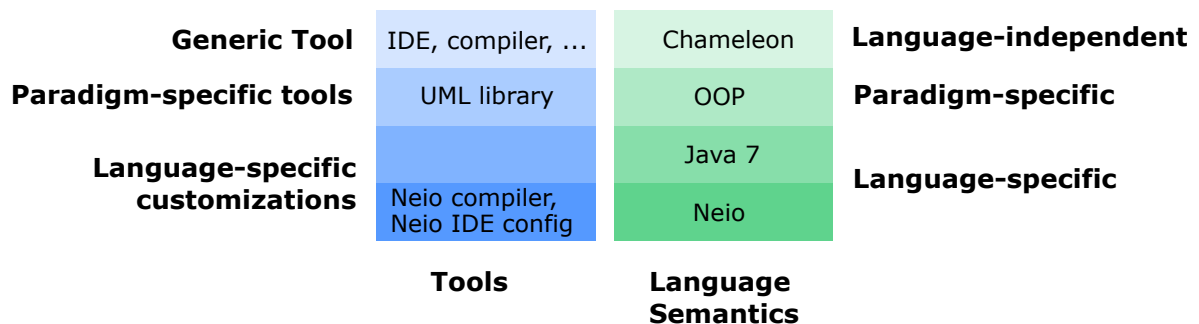 Generic Tool
IDE, compiler, ...
Chameleon
Language-independent
Paradigm-specific tools
UML library
OOP
Paradigm-specific
Language-specific
customizations
Java 7
Language-specific
Neio compiler,
Neio IDE config
Neio
Tools
Language
Semantics